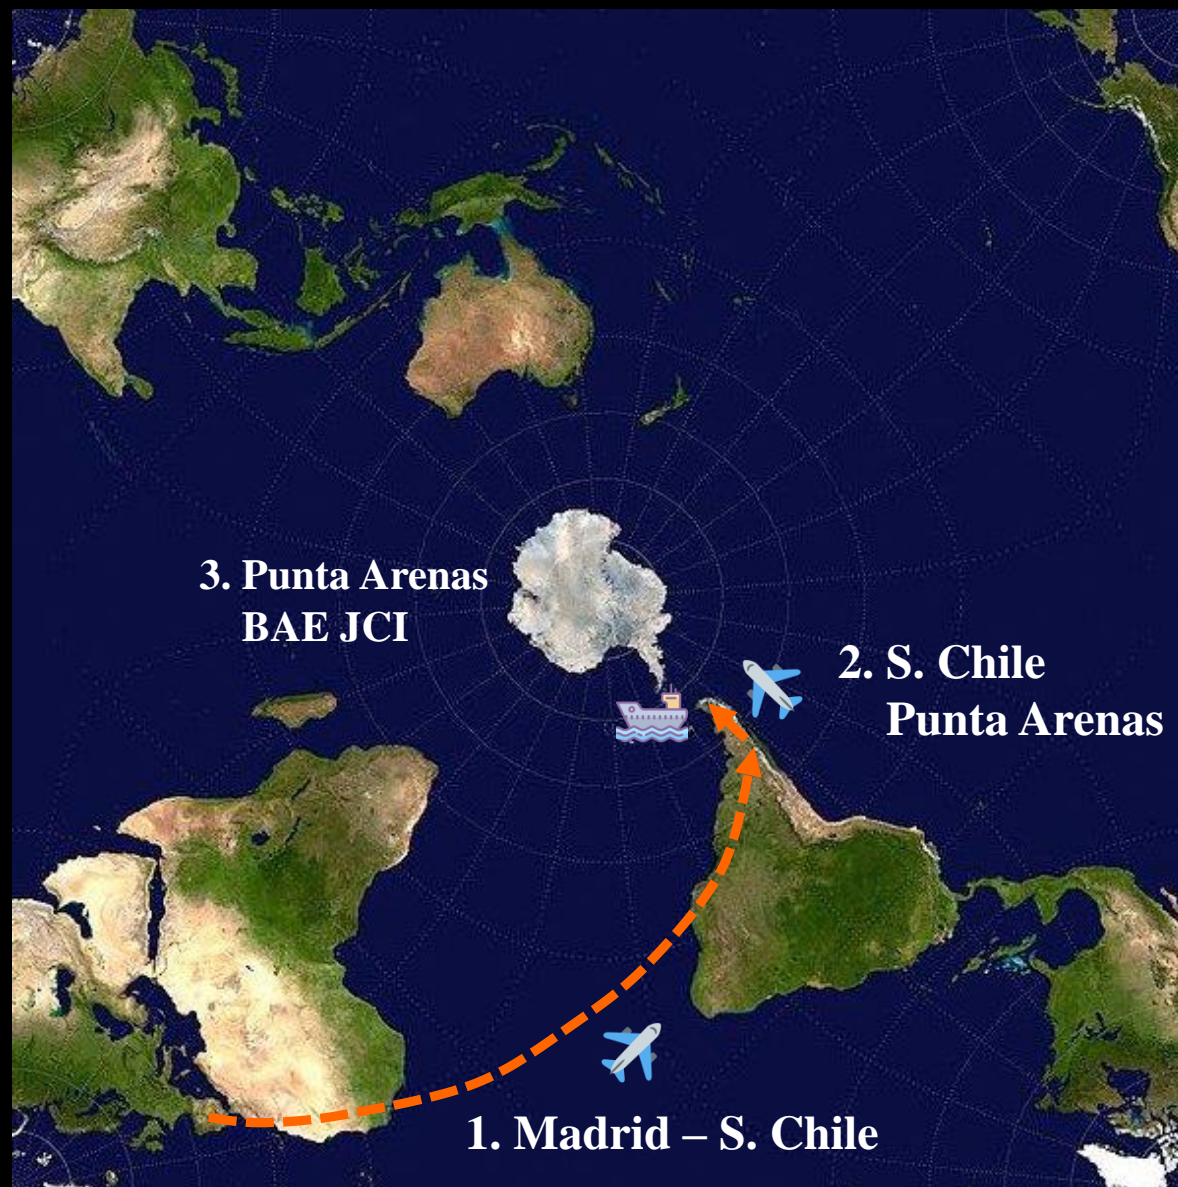 3. Punta Arenas
BAE JCI
2. S. Chile
Punta Arenas
1. Madrid – S. Chile